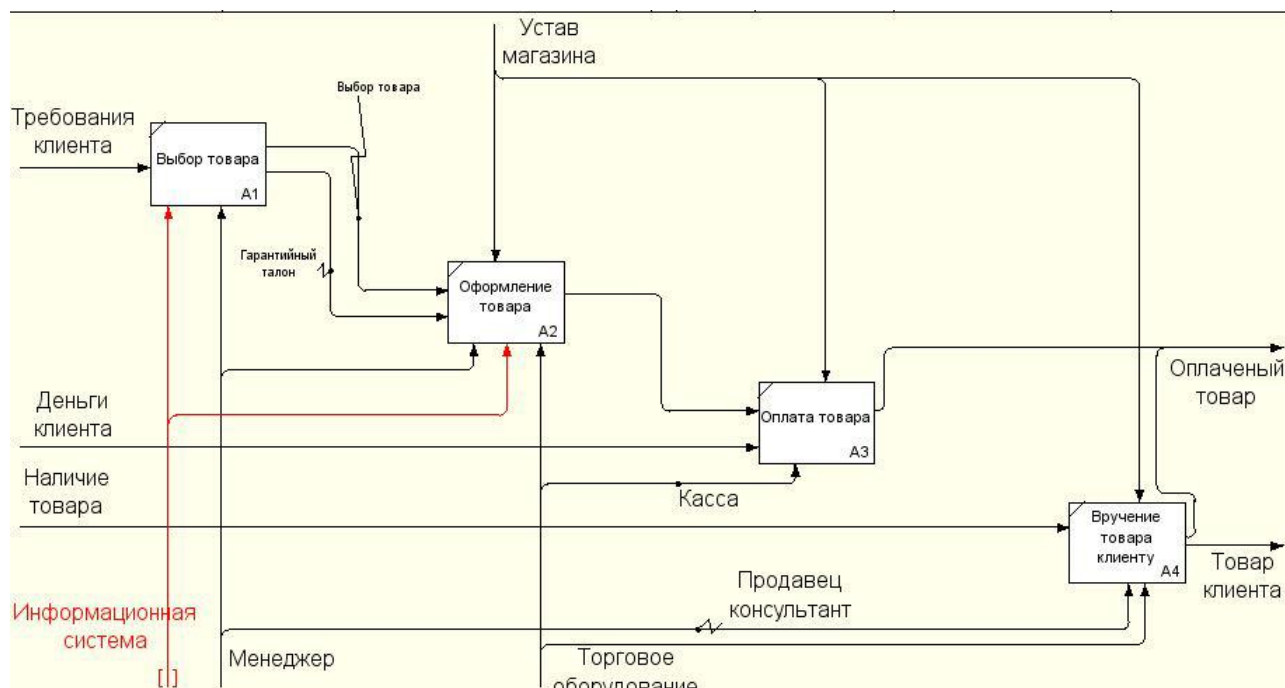 Устав
магазина
Выбор товара
Требования
клиента
Выбор товара
A1
Гарантийный
талон
Оформление
товара
A2
Оплаченый
товар
Деньги
клиента
Оплата товара
A3
Наличие
товара
Касса
Вручение
товара
клиенту
A4
Товар
клиента
Продавец
консультант
Информационная
система
Менеджер
Торговое
оборудование